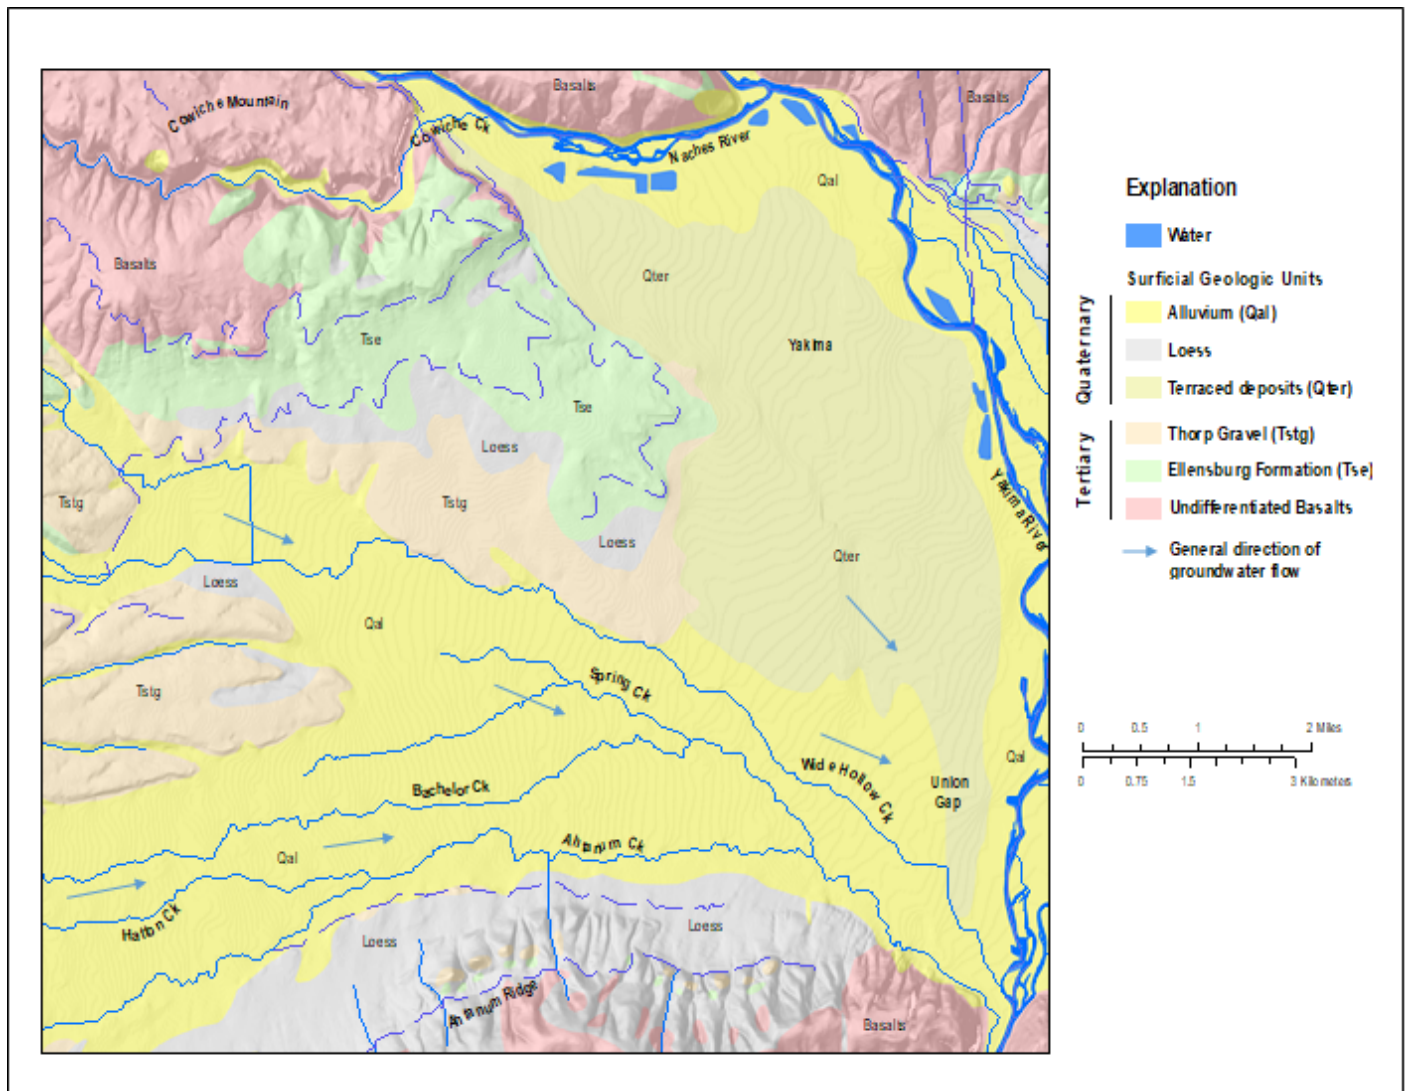 Cowiche Mountain
Basalts
Basalts
Cowiche Ck
Naches River
Qal
Basalts
Qter
Tse
Yakima
Tse
Loess
Tstg
Tstg
Yakima River
Loess
Qter
Loess
Qal
Spring Ck
Tstg
Wide Hollow Ck
Qal
Union
Gap
Bachelor Ck
Ahtanum Ck
Qal
Hatton Ck
Loess
Loess
Ahtanum Ridge
Basalts
Explanation
Water
Surficial Geologic Units
Quaternary
Alluvium (Qal)
Loess
Terraced deposits (Qter)
Tertiary
Thorp Gravel (Tstg)
Ellensburg Formation (Tse)
Undifferentiated Basalts
General direction of
groundwater flow
0 0.5 1 2 Miles
0 0.75 1.5 3 Kilometers